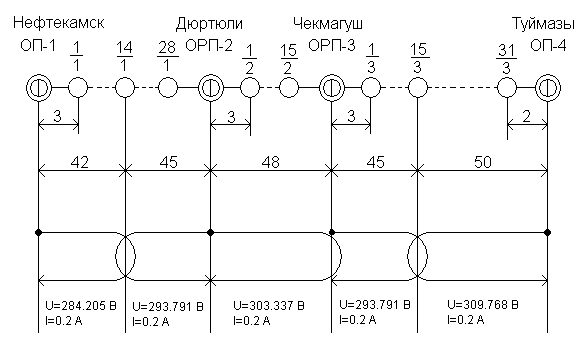 Нефтекамск Дюртюли Чекмагуш Туймазы
ОП-1 ОРП-2 ОРП-3 ОП-4
1/1 14/1 28/1 1/2 15/2 1/3 15/3 31/3
3 3 3 2
42 45 48 45 50
U=284.205 В U=293.791 В U=303.337 В U=293.791 В U=309.768 В
I=0.2 А I=0.2 А I=0.2 А I=0.2 А I=0.2 А